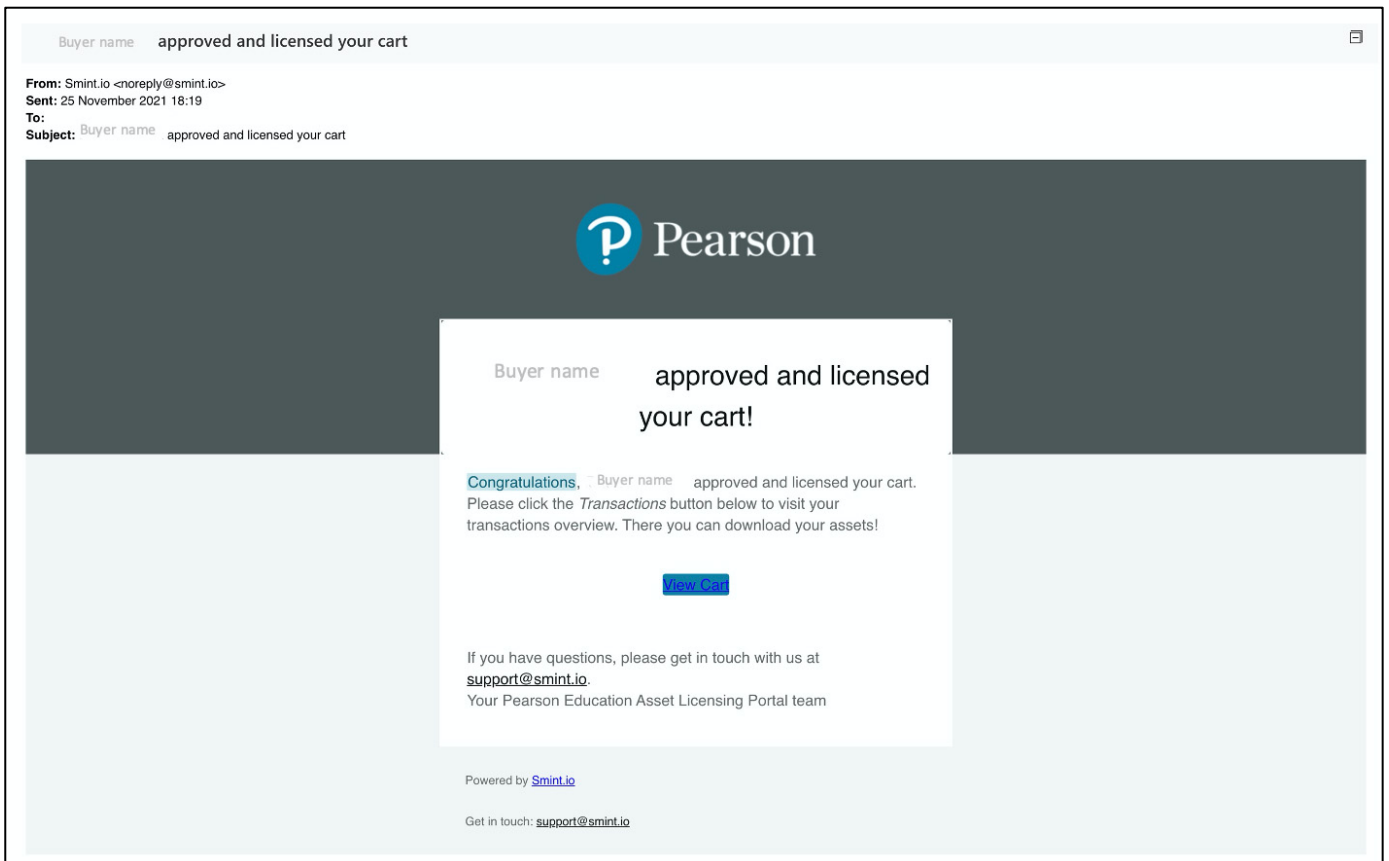 Buyer name approved and licensed your cart
From: Smint.io <noreply@smint.io>
Sent: 25 November 2021 18:19
To:
Subject: Buyer name approved and licensed your cart
Pearson
Buyer name approved and licensed
your cart!
Congratulations, Buyer name approved and licensed your cart.
Please click the Transactions button below to visit your
transactions overview. There you can download your assets!
View Cart
If you have questions, please get in touch with us at
support@smint.io.
Your Pearson Education Asset Licensing Portal team
Powered by Smint.io
Get in touch: support@smint.io